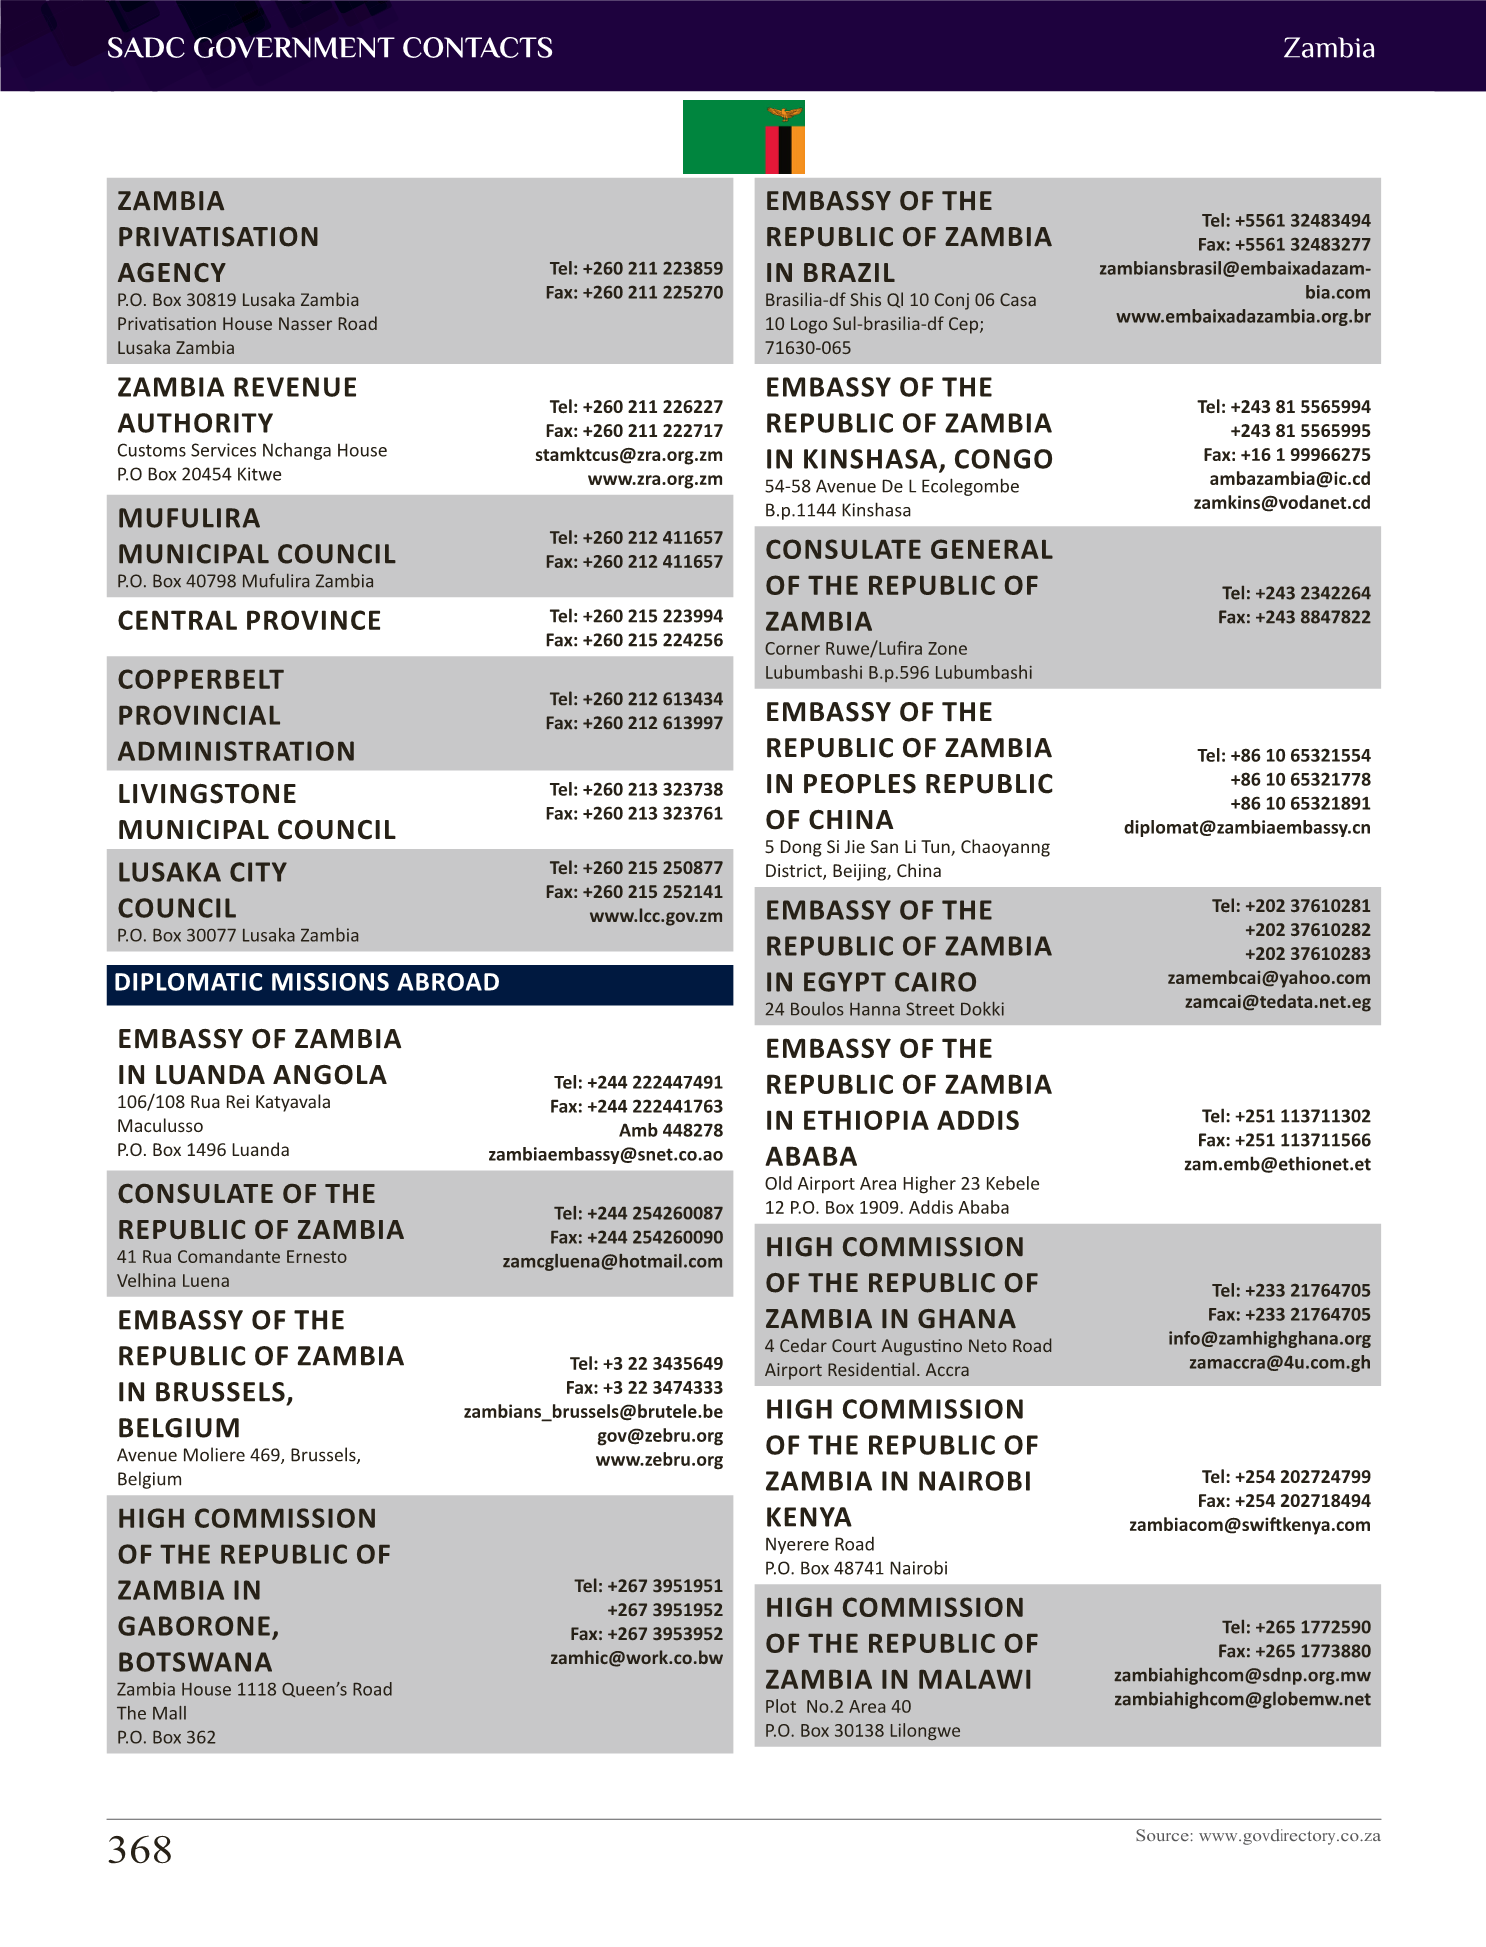 SADC GOVERNMENT CONTACTS
Zambia
ZAMBIA
PRIVATISATION
AGENCY
P.O. Box 30819 Lusaka Zambia
Privatisation House Nasser Road
Lusaka Zambia
Tel: +260 211 223859
Fax: +260 211 225270
ZAMBIA REVENUE
AUTHORITY
Customs Services Nchanga House
P.O Box 20454 Kitwe
Tel: +260 211 226227
Fax: +260 211 222717
stamktcus@zra.org.zm
www.zra.org.zm
MUFULIRA
MUNICIPAL COUNCIL
P.O. Box 40798 Mufulira Zambia
Tel: +260 212 411657
Fax: +260 212 411657
CENTRAL PROVINCE
Tel: +260 215 223994
Fax: +260 215 224256
COPPERBELT
PROVINCIAL
ADMINISTRATION
Tel: +260 212 613434
Fax: +260 212 613997
LIVINGSTONE
MUNICIPAL COUNCIL
Tel: +260 213 323738
Fax: +260 213 323761
LUSAKA CITY
COUNCIL
P.O. Box 30077 Lusaka Zambia
Tel: +260 215 250877
Fax: +260 215 252141
www.lcc.gov.zm
DIPLOMATIC MISSIONS ABROAD
EMBASSY OF ZAMBIA
IN LUANDA ANGOLA
106/108 Rua Rei Katyavala
Maculusso
P.O. Box 1496 Luanda
Tel: +244 222447491
Fax: +244 222441763
Amb 448278
zambiaembassy@snet.co.ao
CONSULATE OF THE
REPUBLIC OF ZAMBIA
41 Rua Comandante Ernesto
Velhina Luena
Tel: +244 254260087
Fax: +244 254260090
zamcgluena@hotmail.com
EMBASSY OF THE
REPUBLIC OF ZAMBIA
IN BRUSSELS,
BELGIUM
Avenue Moliere 469, Brussels,
Belgium
Tel: +3 22 3435649
Fax: +3 22 3474333
zambians_brussels@brutele.be
gov@zebru.org
www.zebru.org
HIGH COMMISSION
OF THE REPUBLIC OF
ZAMBIA IN
GABORONE,
BOTSWANA
Zambia House 1118 Queen’s Road
The Mall
P.O. Box 362
Tel: +267 3951951
+267 3951952
Fax: +267 3953952
zamhic@work.co.bw
EMBASSY OF THE
REPUBLIC OF ZAMBIA
IN BRAZIL
Brasilia-df Shis Ql 10 Conj 06 Casa
10 Logo Sul-brasilia-df Cep;
71630-065
Tel: +5561 32483494
Fax: +5561 32483277
zambiansbrasil@embaixadazam-
bia.com
www.embaixadazambia.org.br
EMBASSY OF THE
REPUBLIC OF ZAMBIA
IN KINSHASA, CONGO
54-58 Avenue De L Ecolegombe
B.p.1144 Kinshasa
Tel: +243 81 5565994
+243 81 5565995
Fax: +16 1 99966275
ambazambia@ic.cd
zamkins@vodanet.cd
CONSULATE GENERAL
OF THE REPUBLIC OF
ZAMBIA
Corner Ruwe/Lufira Zone
Lubumbashi B.p.596 Lubumbashi
Tel: +243 2342264
Fax: +243 8847822
EMBASSY OF THE
REPUBLIC OF ZAMBIA
IN PEOPLES REPUBLIC
OF CHINA
5 Dong Si Jie San Li Tun, Chaoyanng
District, Beijing, China
Tel: +86 10 65321554
+86 10 65321778
+86 10 65321891
diplomat@zambiaembassy.cn
EMBASSY OF THE
REPUBLIC OF ZAMBIA
IN EGYPT CAIRO
24 Boulos Hanna Street Dokki
Tel: +202 37610281
+202 37610282
+202 37610283
zamembcai@yahoo.com
zamcai@tedata.net.eg
EMBASSY OF THE
REPUBLIC OF ZAMBIA
IN ETHIOPIA ADDIS
ABABA
Old Airport Area Higher 23 Kebele
12 P.O. Box 1909. Addis Ababa
Tel: +251 113711302
Fax: +251 113711566
zam.emb@ethionet.et
HIGH COMMISSION
OF THE REPUBLIC OF
ZAMBIA IN GHANA
4 Cedar Court Augustino Neto Road
Airport Residential. Accra
Tel: +233 21764705
Fax: +233 21764705
info@zamhighghana.org
zamaccra@4u.com.gh
HIGH COMMISSION
OF THE REPUBLIC OF
ZAMBIA IN NAIROBI
KENYA
Nyerere Road
P.O. Box 48741 Nairobi
Tel: +254 202724799
Fax: +254 202718494
zambiacom@swiftkenya.com
HIGH COMMISSION
OF THE REPUBLIC OF
ZAMBIA IN MALAWI
Plot No.2 Area 40
P.O. Box 30138 Lilongwe
Tel: +265 1772590
Fax: +265 1773880
zambiahighcom@sdnp.org.mw
zambiahighcom@globemw.net
368
Source: www.govdirectory.co.za